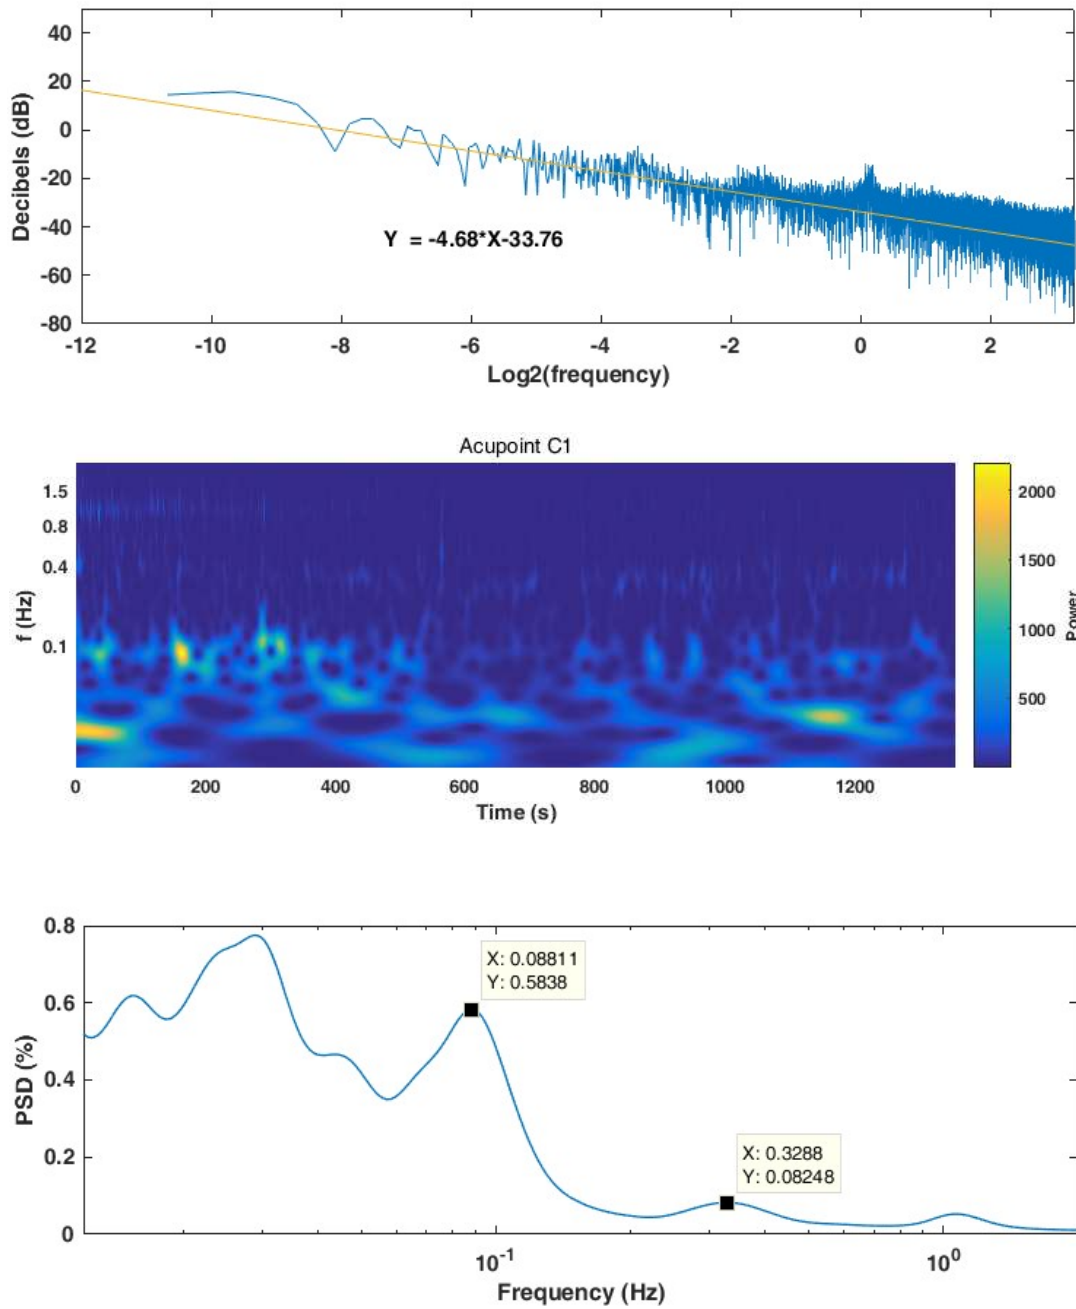 40
20
0
-20
-40
-60
-80
Decibels (dB)
Y = -4.68*X-33.76
-12 -10 -8 -6 -4 -2 0 2
Log2(frequency)
Acupoint C1
1.5
0.8
0.4
0.1
f (Hz)
0 200 400 600 800 1000 1200
Time (s)
2000
1500
1000
500
Power
0.8
0.6
0.4
0.2
0
PSD (%)
X: 0.08811
Y: 0.5838
X: 0.3288
Y: 0.08248
10^-1 10^0
Frequency (Hz)